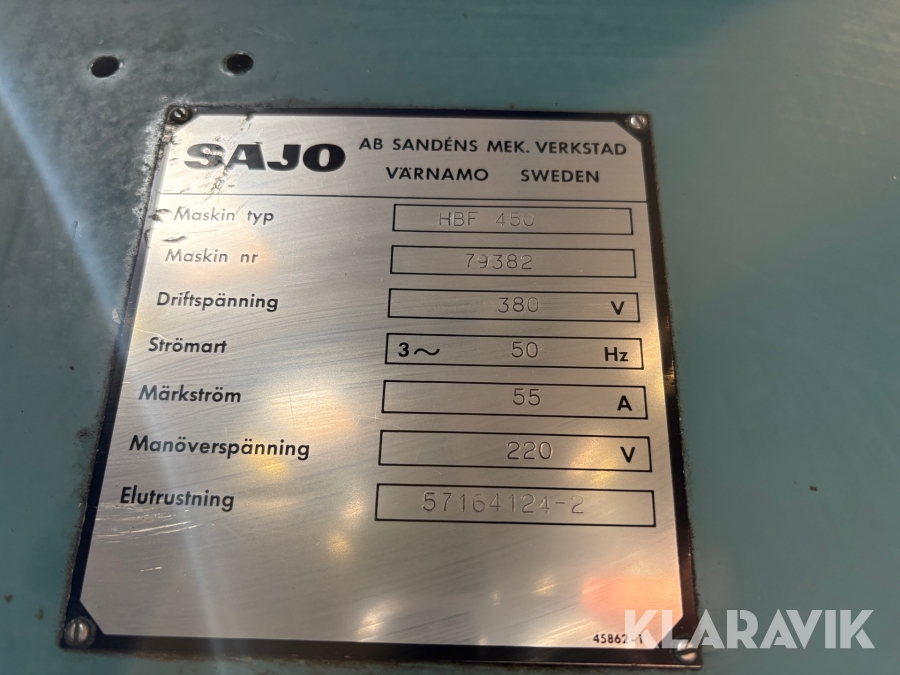 SAJO AB SANDÉNS MEK. VERKSTAD
VÄRNAMO SWEDEN
Maskin typ HBF 450
Maskin nr 79382
Driftspänning 380 V
Strömart 3~ 50 Hz
Märkström 55 A
Manöverspänning 220 V
Elutrustning 57164124-2
45862-1
KLARAVIK